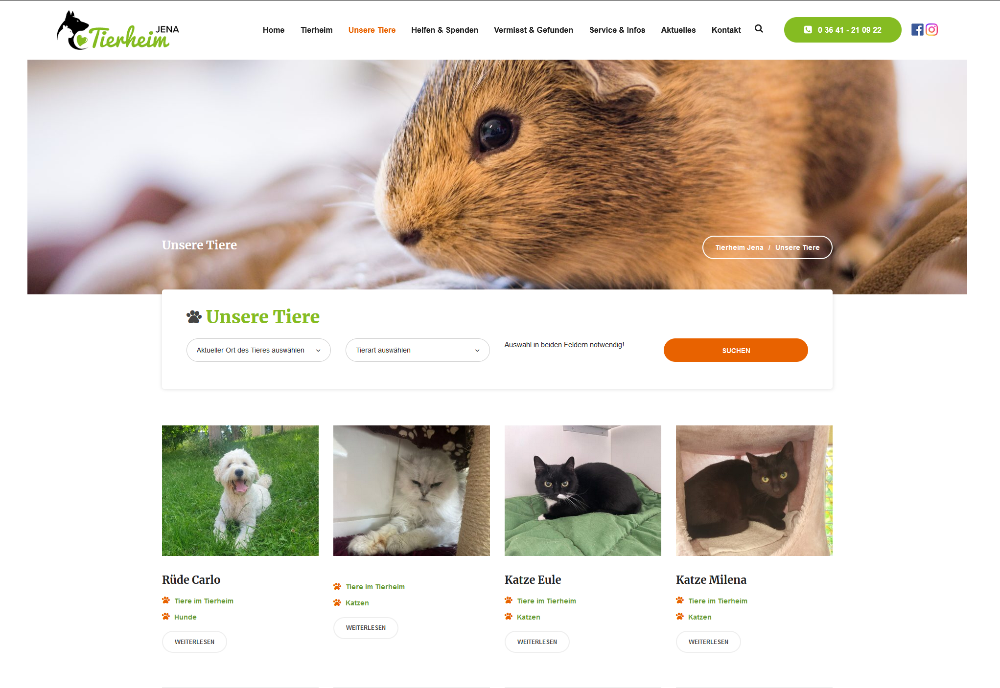 Tierheim JENA
Home Tierheim Unsere Tiere Helfen & Spenden Vermisst & Gefunden Service & Infos Aktuelles Kontakt
0 36 41 - 21 09 22
Unsere Tiere
Tierheim Jena / Unsere Tiere
Unsere Tiere
Aktueller Ort des Tieres auswählen
Tierart auswählen
Auswahl in beiden Feldern notwendig!
SUCHEN
Rüde Carlo
Tiere im Tierheim
Hunde
WEITERLESEN
Tiere im Tierheim
Katzen
WEITERLESEN
Katze Eule
Tiere im Tierheim
Katzen
WEITERLESEN
Katze Milena
Tiere im Tierheim
Katzen
WEITERLESEN